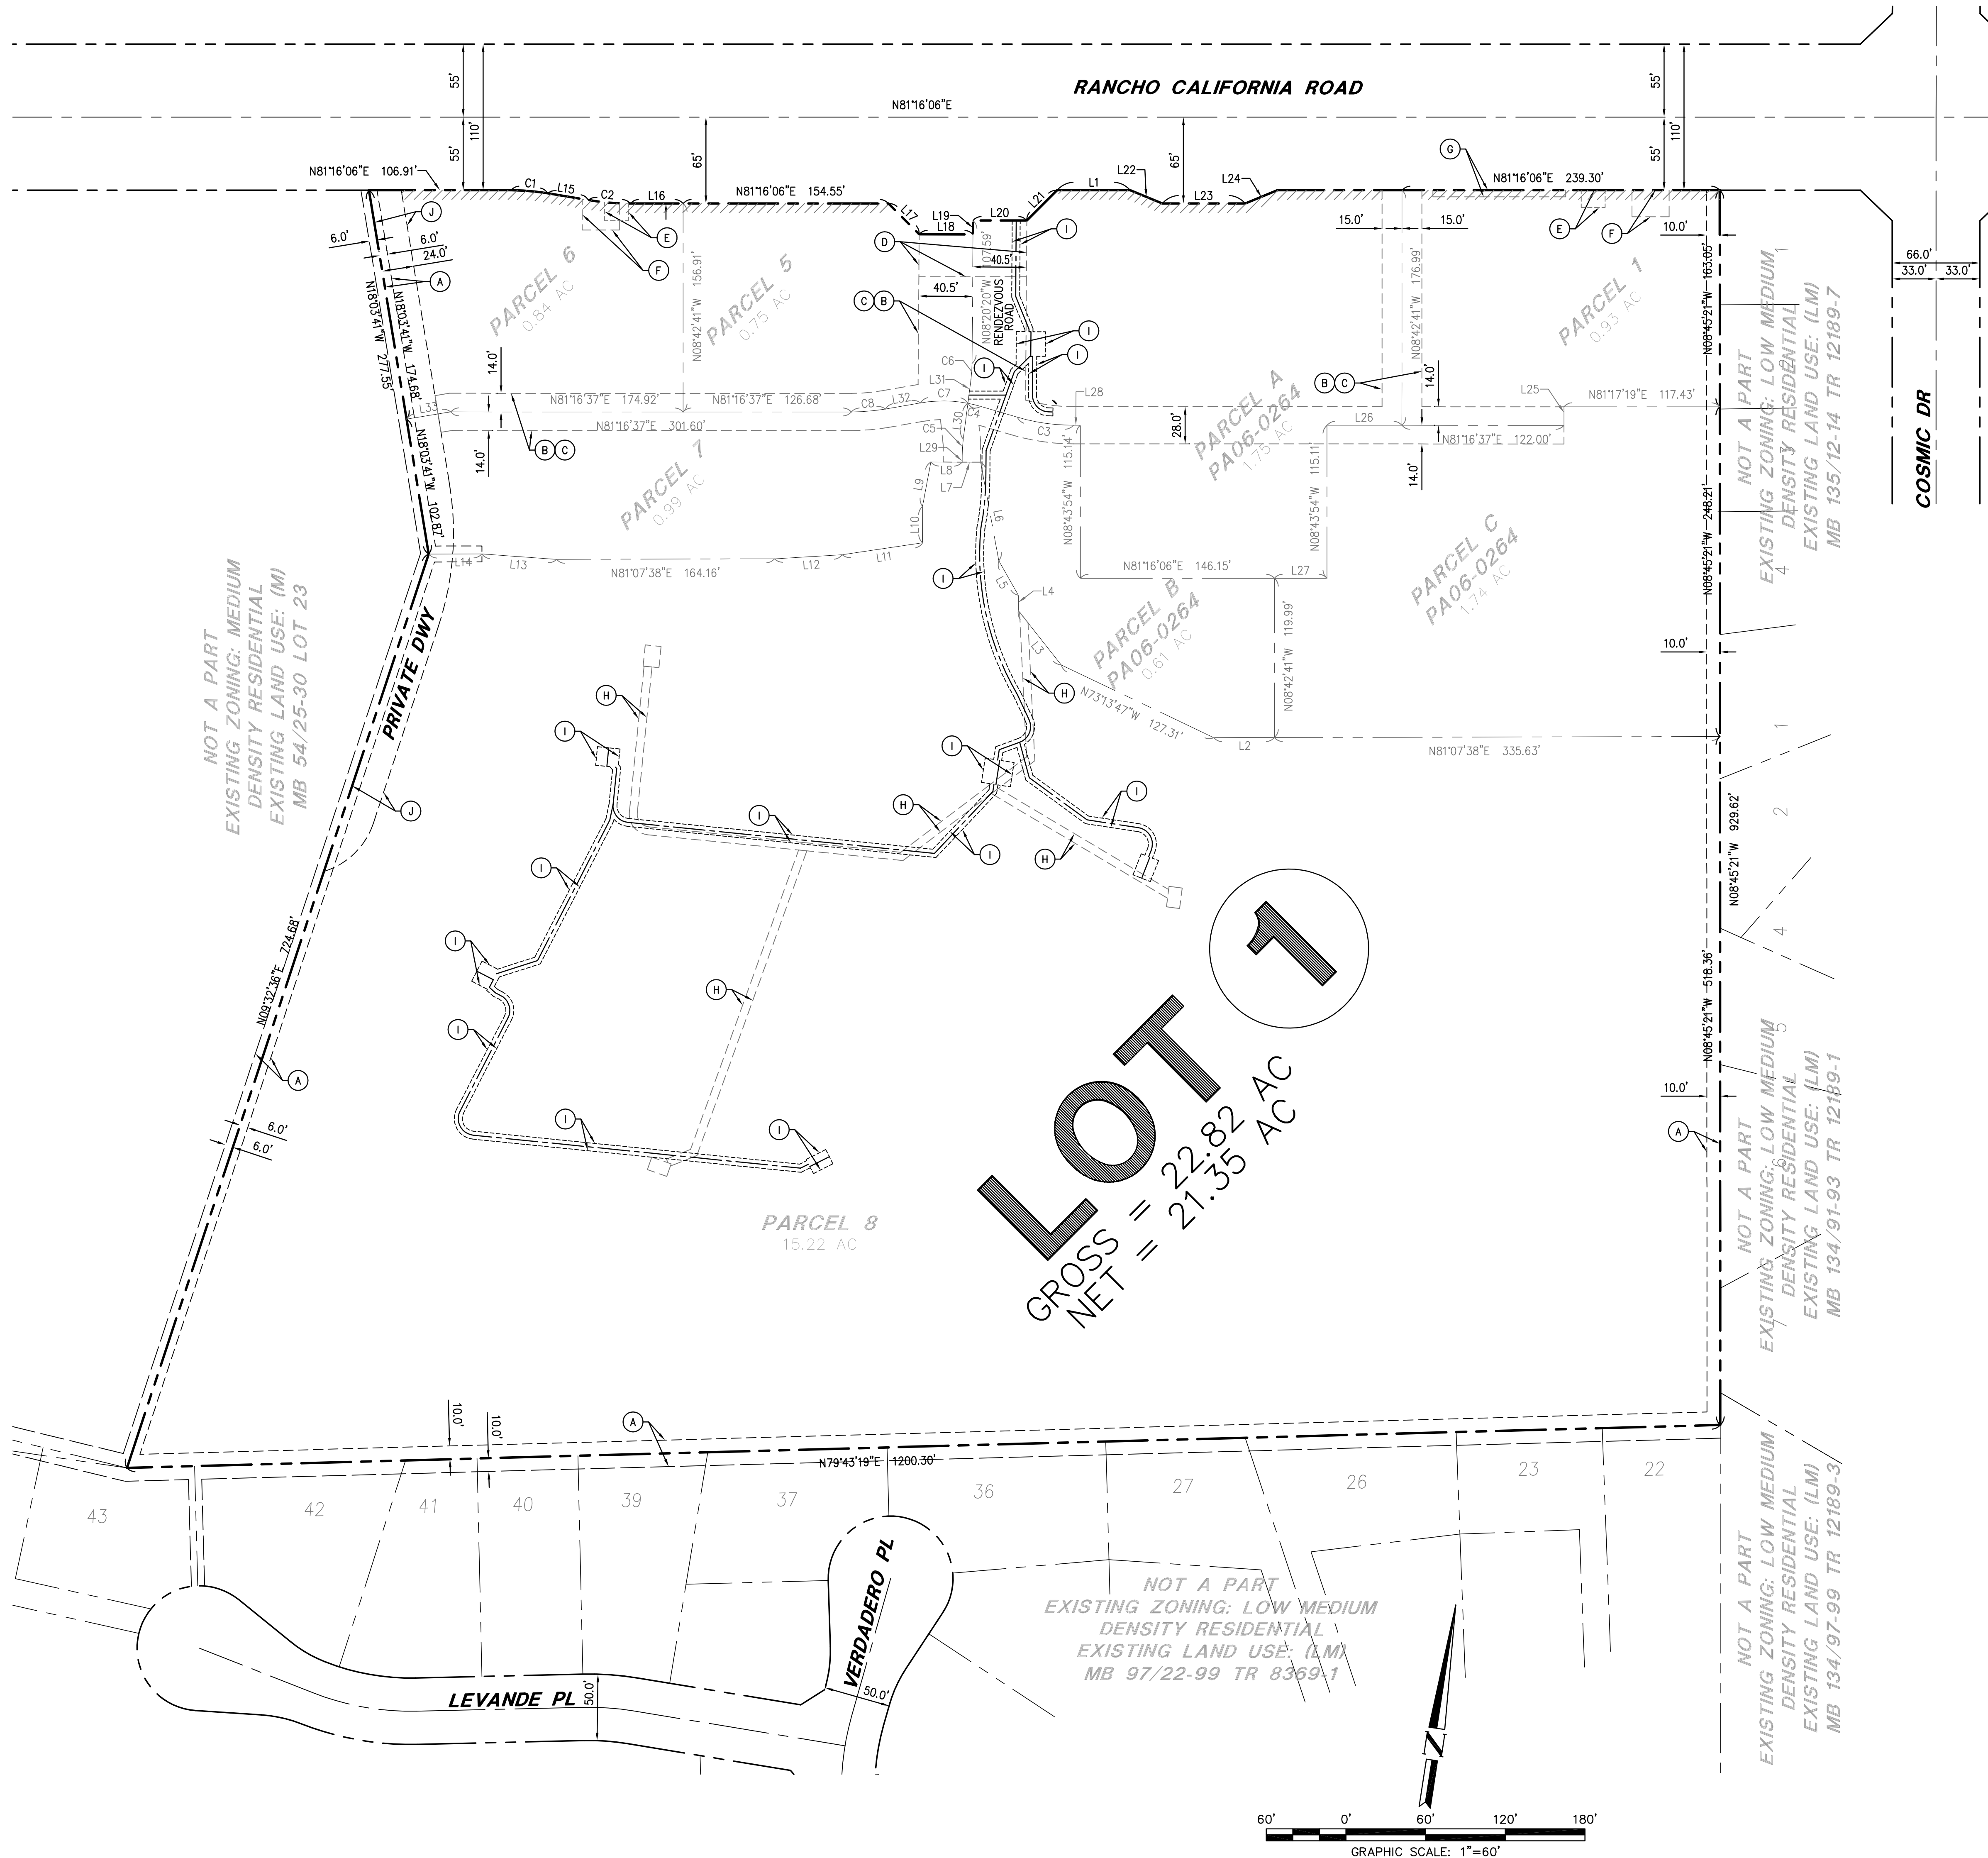 RANCHO CALIFORNIA ROAD
N81°16'06"E
55'
110'
55'
65'
65'
55'
110'
55'
N81°16'06"E 106.91'
C1
L15
C2
L16
N81°16'06"E 154.55'
L17
L18
L19
L20
L21
L1
L22
L23
L24
G
N81°16'06"E 239.30'
J
6.0'
6.0'
24.0'
A
E
F
D
I
40.5'
40.5'
107.59'
N08°20'20"W
RENDEZVOUS
ROAD
15.0'
15.0'
E
F
10.0'
66.0'
33.0'
33.0'
COSMIC DR
PARCEL 6
0.84 AC
PARCEL 5
0.75 AC
N08°42'41"W 156.91'
C
B
I
I
I
N08°42'41"W 176.99'
PARCEL 1
0.93 AC
N08°45'21"W 163.05'
N18°03'41"W 277.55'
N18°03'41"W 174.68'
N18°03'41"W 102.87'
14.0'
14.0'
L33
N81°16'37"E 174.92'
N81°16'37"E 126.68'
N81°16'37"E 301.60'
B
C
C8
L32
C7
C6
L31
C4
C5
L30
L29
L8
L7
L9
L10
C3
L28
28.0'
B
C
14.0'
14.0'
L25
L26
N81°17'19"E 117.43'
N81°16'37"E 122.00'
PARCEL A
PA06-0264
1.75 AC
PARCEL 7
0.99 AC
N08°43'54"W 115.14'
N08°43'54"W 115.11'
PARCEL C
PA06-0264
1.74 AC
N08°45'21"W 248.21'
L14
L13
N81°07'38"E 164.16'
L12
L11
I
L6
L5
L4
L3
N81°16'06"E 146.15'
L27
PARCEL B
PA06-0264
0.61 AC
N08°42'41"W 119.99'
H
N73°13'47"W 127.31'
L2
N81°07'38"E 335.63'
10.0'
NOT A PART
EXISTING ZONING: MEDIUM
DENSITY RESIDENTIAL
EXISTING LAND USE: (M)
MB 54/25-30 LOT 23
PRIVATE DWY
J
H
I
I
I
H
I
I
H
I
I
H
I
I
I
I
N09°32'36"E 724.68'
A
6.0'
6.0'
N08°45'21"W 929.62'
N08°45'21"W 518.36'
10.0'
A
LOT 1
GROSS = 22.82 AC
NET = 21.35 AC
PARCEL 8
15.22 AC
NOT A PART
EXISTING ZONING: LOW MEDIUM
DENSITY RESIDENTIAL
EXISTING LAND USE: (LM)
MB 135/12-14 TR 12189-7
1
4
1
2
4
5
6
7
NOT A PART
EXISTING ZONING: LOW MEDIUM
DENSITY RESIDENTIAL
EXISTING LAND USE: (LM)
MB 134/91-93 TR 12189-1
NOT A PART
EXISTING ZONING: LOW MEDIUM
DENSITY RESIDENTIAL
EXISTING LAND USE: (LM)
MB 134/97-99 TR 12189-3
10.0'
10.0'
A
N79°43'19"E 1200.30'
43
42
41
40
39
37
36
27
26
23
22
NOT A PART
EXISTING ZONING: LOW MEDIUM
DENSITY RESIDENTIAL
EXISTING LAND USE: (LM)
MB 97/22-99 TR 8369-1
LEVANDE PL
50.0'
VERDADERO PL
50.0'
N
60' 0' 60' 120' 180'
GRAPHIC SCALE: 1"=60'